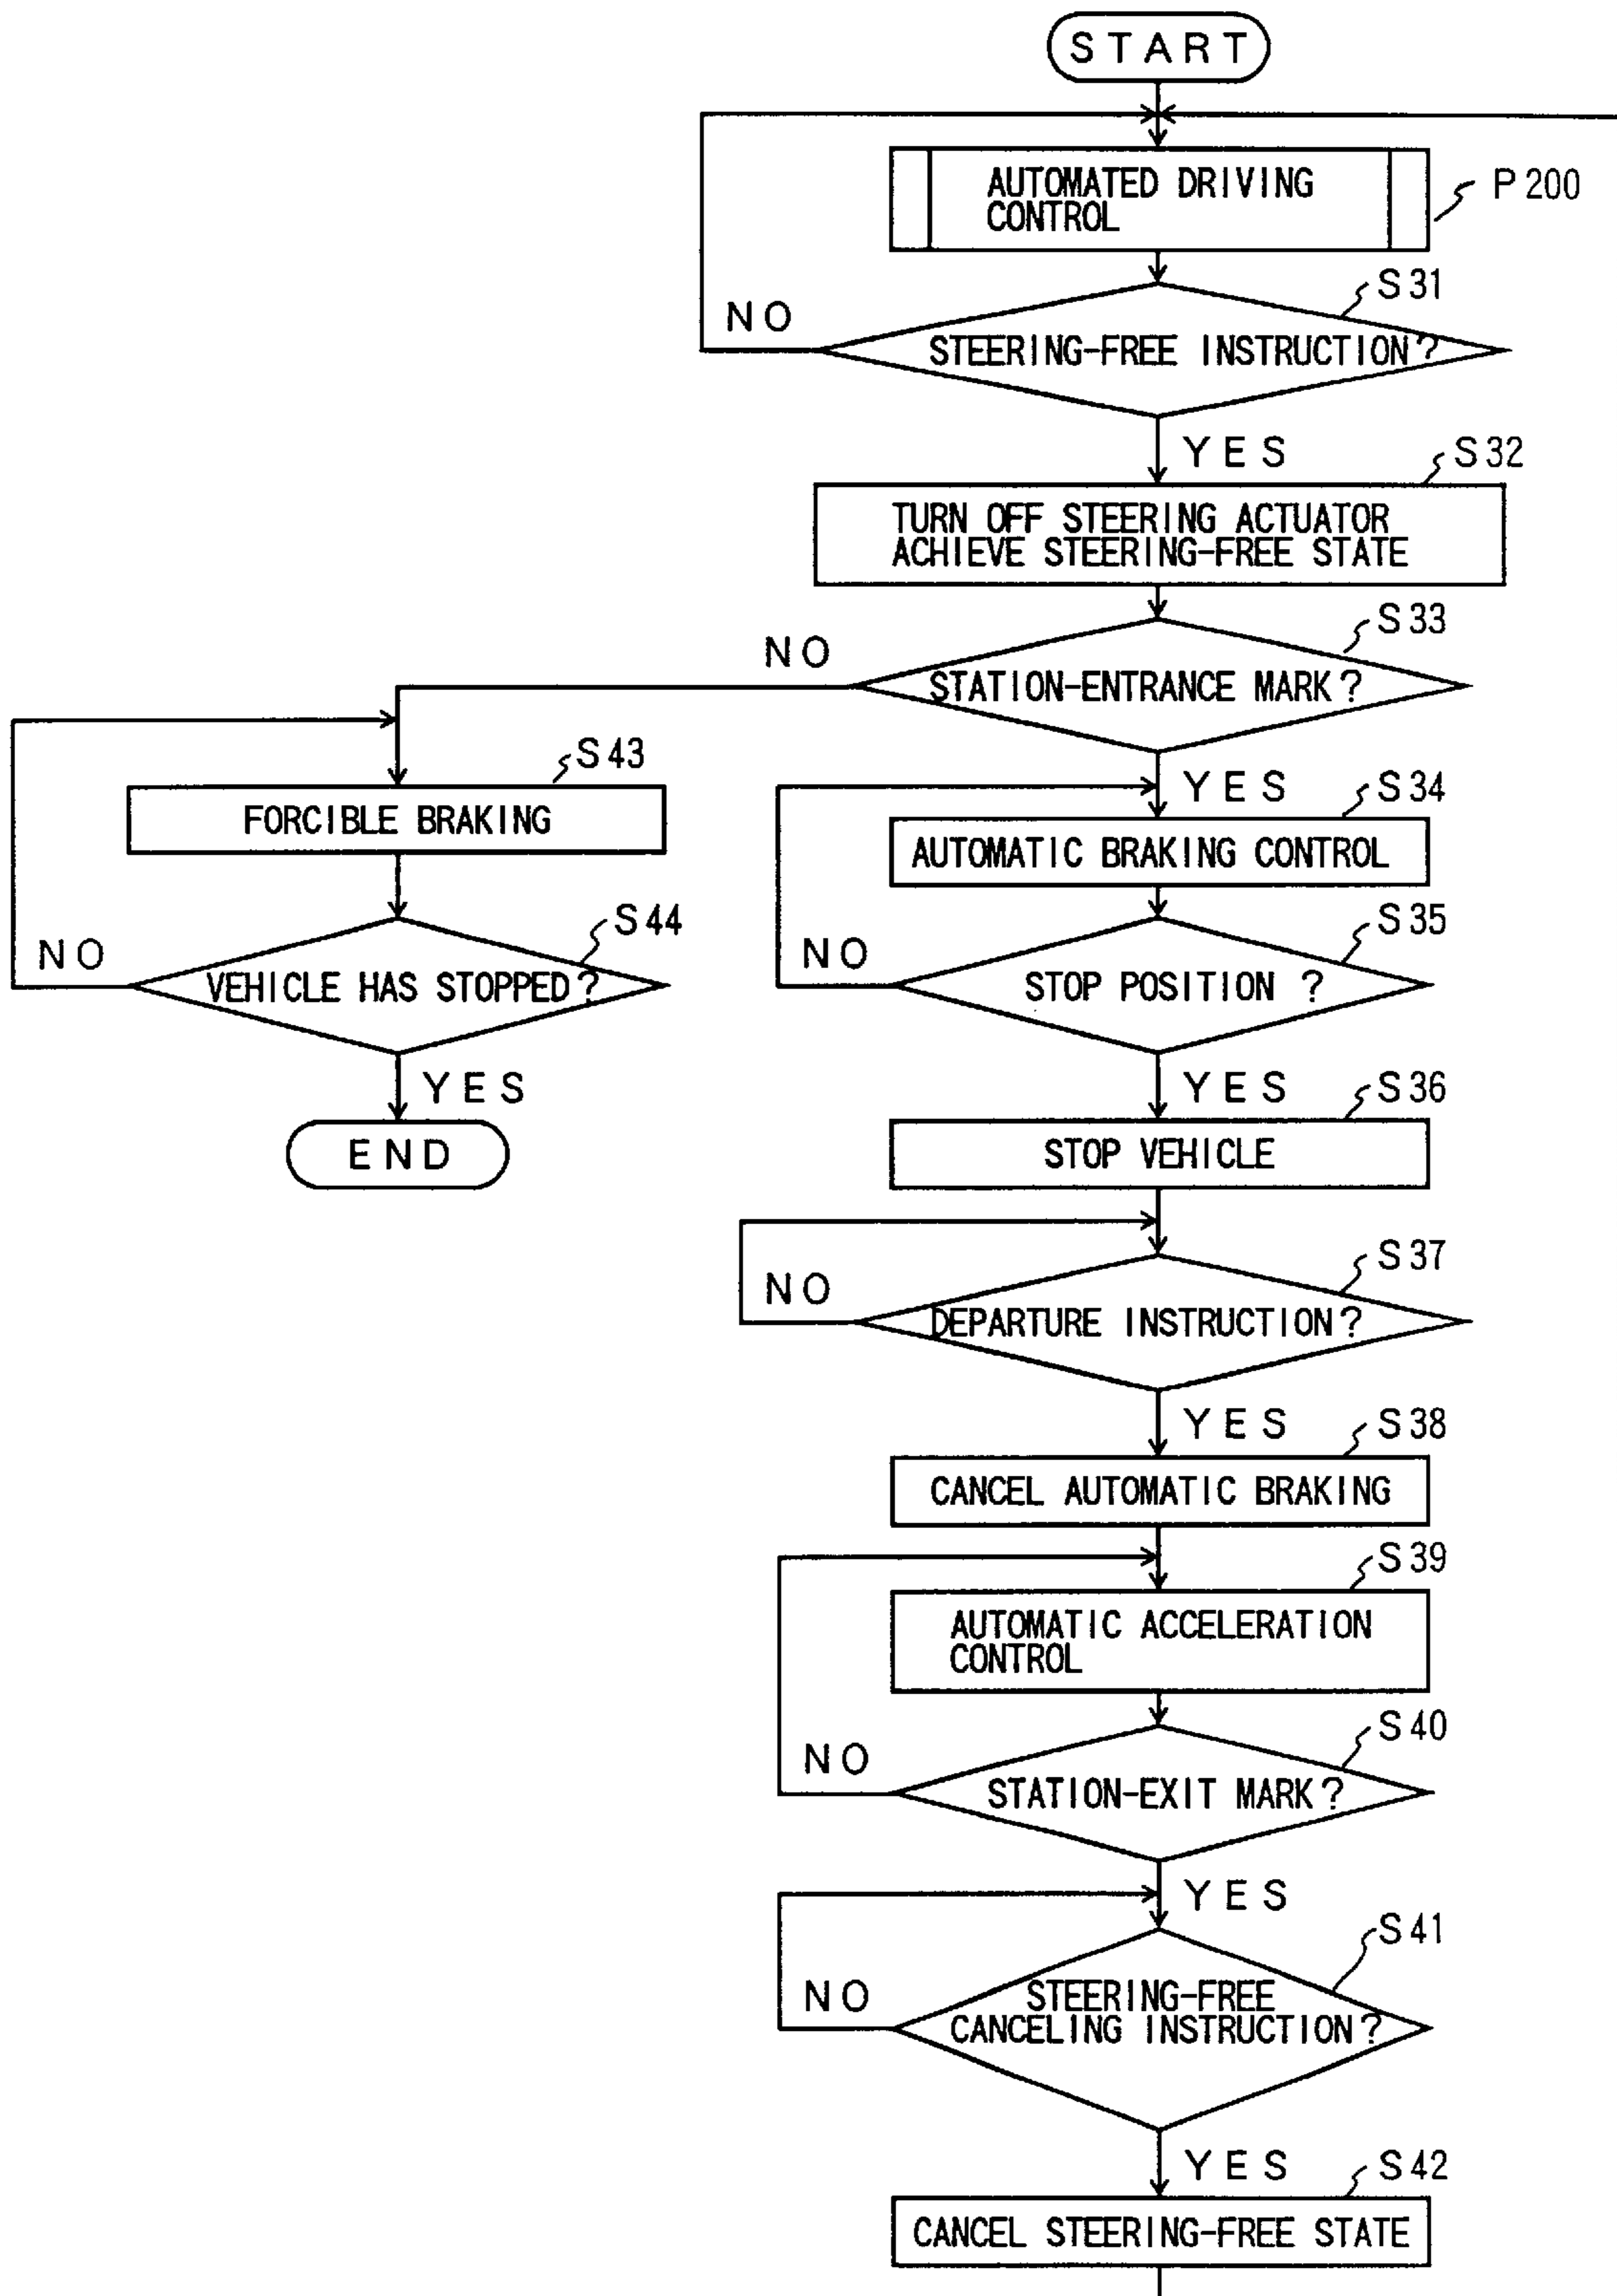 START
AUTOMATED DRIVING
CONTROL
P200
S31
NO
STEERING-FREE INSTRUCTION?
YES
S32
TURN OFF STEERING ACTUATOR
ACHIEVE STEERING-FREE STATE
S33
NO
STATION-ENTRANCE MARK?
S43
FORCIBLE BRAKING
S44
NO
VEHICLE HAS STOPPED?
YES
END
YES
S34
AUTOMATIC BRAKING CONTROL
S35
NO
STOP POSITION ?
YES
S36
STOP VEHICLE
S37
NO
DEPARTURE INSTRUCTION?
YES
S38
CANCEL AUTOMATIC BRAKING
S39
AUTOMATIC ACCELERATION
CONTROL
S40
NO
STATION-EXIT MARK?
YES
S41
NO
STEERING-FREE
CANCELING INSTRUCTION?
YES
S42
CANCEL STEERING-FREE STATE